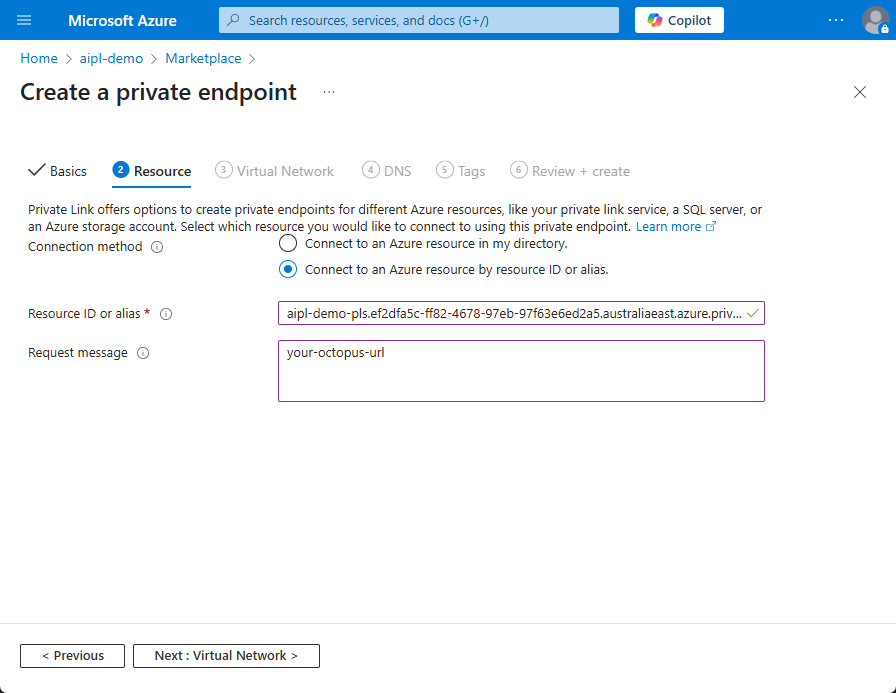 Microsoft Azure
Search resources, services, and docs (G+/)
Copilot
Home > aipl-demo > Marketplace >
Create a private endpoint ...
Basics 2 Resource 3 Virtual Network 4 DNS 5 Tags 6 Review + create
Private Link offers options to create private endpoints for different Azure resources, like your private link service, a SQL server, or
an Azure storage account. Select which resource you would like to connect to using this private endpoint. Learn more
Connection method
Connect to an Azure resource in my directory.
Connect to an Azure resource by resource ID or alias.
Resource ID or alias *
aipl-demo-pls.ef2dfa5c-ff82-4678-97eb-97f63e6ed2a5.australiaeast.azure.priv...
Request message
your-octopus-url
< Previous
Next : Virtual Network >